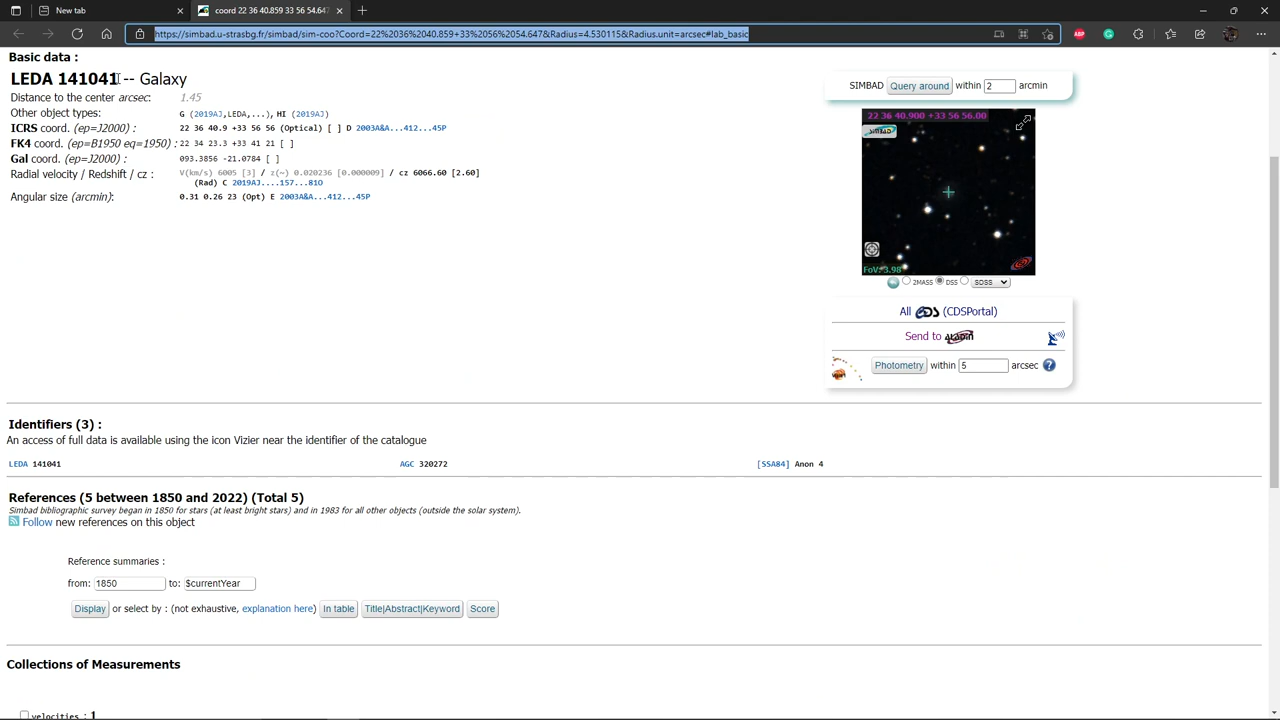 New tab
coord 22 36 40.859 33 56 54.647
https://simbad.u-strasbg.fr/simbad/sim-coo?Coord=22%2036%2040.859+33%2056%2054.647&Radius=4.530115&Radius.unit=arcsec#lab_basic
Basic data :
LEDA 141041 -- Galaxy
Distance to the center arcsec: 1.45
Other object types: G (2019AJ,LEDA,...), HI (2019AJ)
ICRS coord. (ep=J2000) : 22 36 40.9 +33 56 56 (Optical) [ ] D 2003A&A...412...45P
FK4 coord. (ep=B1950 eq=1950) : 22 34 23.3 +33 41 21 [ ]
Gal coord. (ep=J2000) : 093.3856 -21.0784 [ ]
Radial velocity / Redshift / cz : V(km/s) 6005 [3] / z(~) 0.020236 [0.000009] / cz 6066.60 [2.60]
(Rad) C 2019AJ....157...81O
Angular size (arcmin): 0.31 0.26 23 (Opt) E 2003A&A...412...45P
SIMBAD Query around within 2 arcmin
22 36 40.900 +33 56 56.00
SIMBAD
FoV: 3.98'
2MASS DSS SDSS
All CDS (CDSPortal)
Send to ALADIN
Photometry within 5 arcsec ?
Identifiers (3) :
An access of full data is available using the icon Vizier near the identifier of the catalogue
LEDA 141041 AGC 320272 [SSA84] Anon 4
References (5 between 1850 and 2022) (Total 5)
Simbad bibliographic survey began in 1850 for stars (at least bright stars) and in 1983 for all other objects (outside the solar system).
Follow new references on this object
Reference summaries :
from: 1850 to: $currentYear
Display or select by : (not exhaustive, explanation here) In table Title|Abstract|Keyword Score
Collections of Measurements
velocities : 1